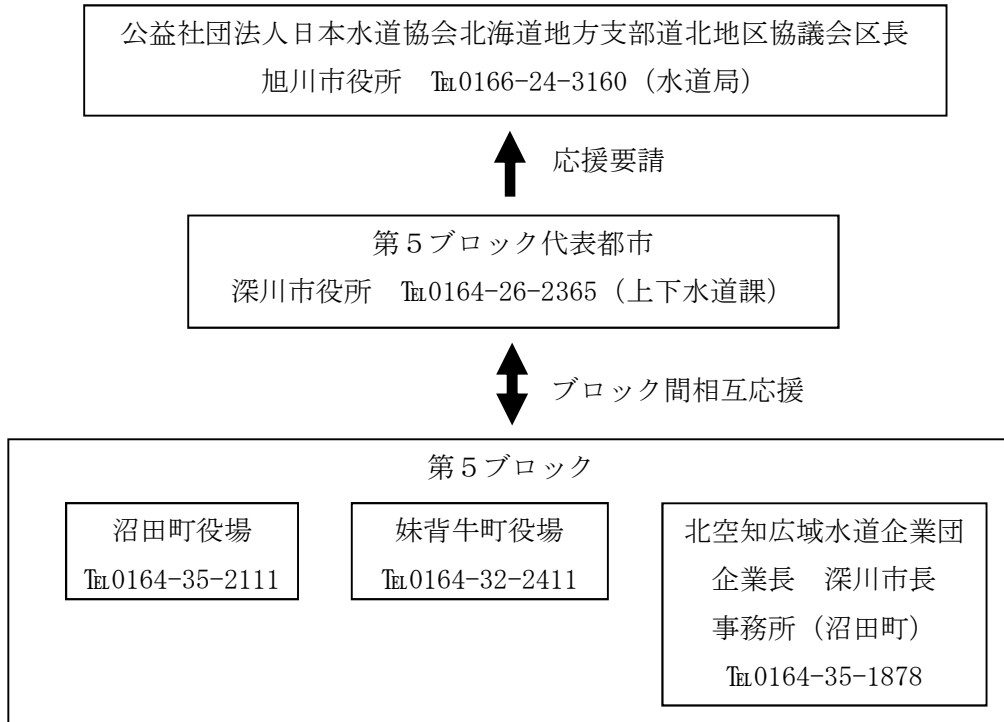 公益社団法人日本水道協会北海道地方支部道北地区協議会区長
旭川市役所　℡0166-24-3160（水道局）
応援要請
第５ブロック代表都市
深川市役所　℡0164-26-2365（上下水道課）
ブロック間相互応援
第５ブロック
沼田町役場
℡0164-35-2111
妹背牛町役場
℡0164-32-2411
北空知広域水道企業団
企業長　深川市長
事務所（沼田町）
℡0164-35-1878